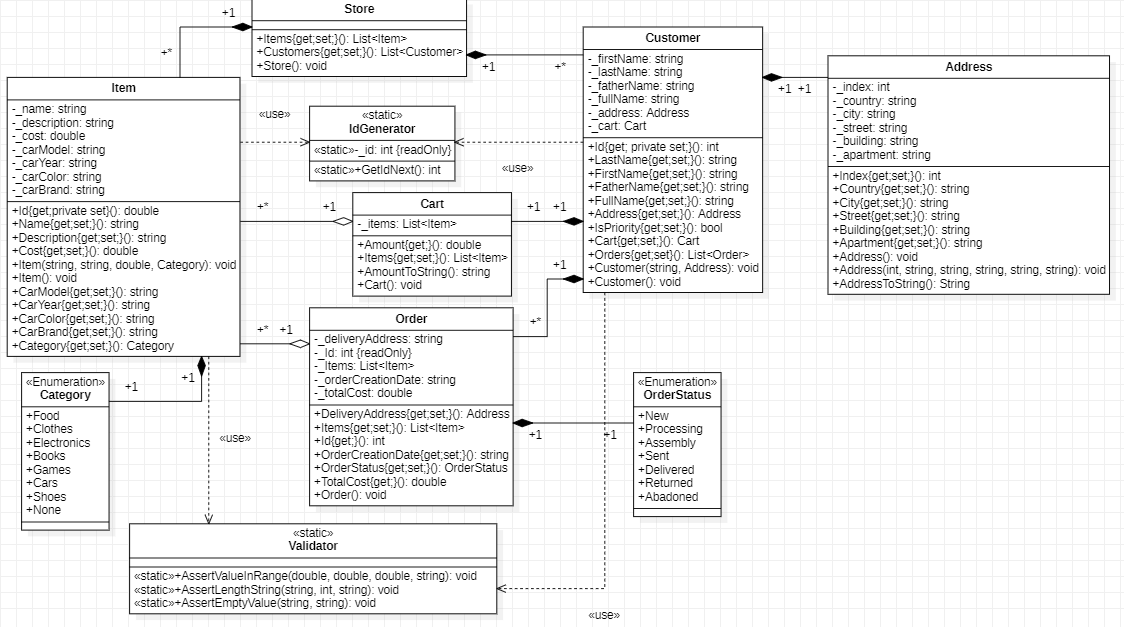 Store
+Items{get;set;}(): List<Item>
+Customers{get;set;}(): List<Customer>
+Store(): void
+1
+*
+1
+*
Customer
-_firstName: string
-_lastName: string
-_fatherName: string
-_fullName: string
-_address: Address
-_cart: Cart
+Id{get; private set;}(): int
+LastName{get;set;}(): string
+FirstName{get;set;}(): string
+FatherName{get;set;}(): string
+FullName{get;set;}(): string
+Address{get;set;}(): Address
+IsPriority{get;set;}(): bool
+Cart{get;set;}(): Cart
+Orders{get;set}(): List<Order>
+Customer(string, Address): void
+Customer(): void
+1 +1
Address
-_index: int
-_country: string
-_city: string
-_street: string
-_building: string
-_apartment: string
+Index{get;set;}(): int
+Country{get;set;}(): string
+City{get;set;}(): string
+Street{get;set;}(): string
+Building{get;set;}(): string
+Apartment{get;set;}(): string
+Address(): void
+Address(int, string, string, string, string, string): void
+AddressToString(): String
Item
-_name: string
-_description: string
-_cost: double
-_carModel: string
-_carYear: string
-_carColor: string
-_carBrand: string
+Id{get;private set}(): double
+Name{get;set;}(): string
+Description{get;set;}(): string
+Cost{get;set;}(): double
+Item(string, string, double, Category): void
+Item(): void
+CarModel{get;set;}(): string
+CarYear{get;set;}(): string
+CarColor{get;set;}(): string
+CarBrand{get;set;}(): string
+Category{get;set;}(): Category
«use»
«static»
IdGenerator
«static»-_id: int {readOnly}
«static»+GetIdNext(): int
«use»
+*
+1
Cart
-_items: List<Item>
+Amount{get;}(): double
+Items{get;set;}(): List<Item>
+AmountToString(): string
+Cart(): void
+1 +1
+1
+*
+* +1
Order
-_deliveryAddress: string
-_Id: int {readOnly}
-_Items: List<Item>
-_orderCreationDate: string
-_totalCost: double
+DeliveryAddress{get;set;}(): Address
+Items{get;set;}(): List<Item>
+Id{get;}(): int
+OrderCreationDate{get;set;}(): string
+OrderStatus{get;set;}(): OrderStatus
+TotalCost{get;}(): double
+Order(): void
+1
+1
«Enumeration»
Category
+Food
+Clothes
+Electronics
+Books
+Games
+Cars
+Shoes
+None
+1
+1
«use»
«Enumeration»
OrderStatus
+New
+Processing
+Assembly
+Sent
+Delivered
+Returned
+Abadoned
«static»
Validator
«static»+AssertValueInRange(double, double, double, string): void
«static»+AssertLengthString(string, int, string): void
«static»+AssertEmptyValue(string, string): void
«use»